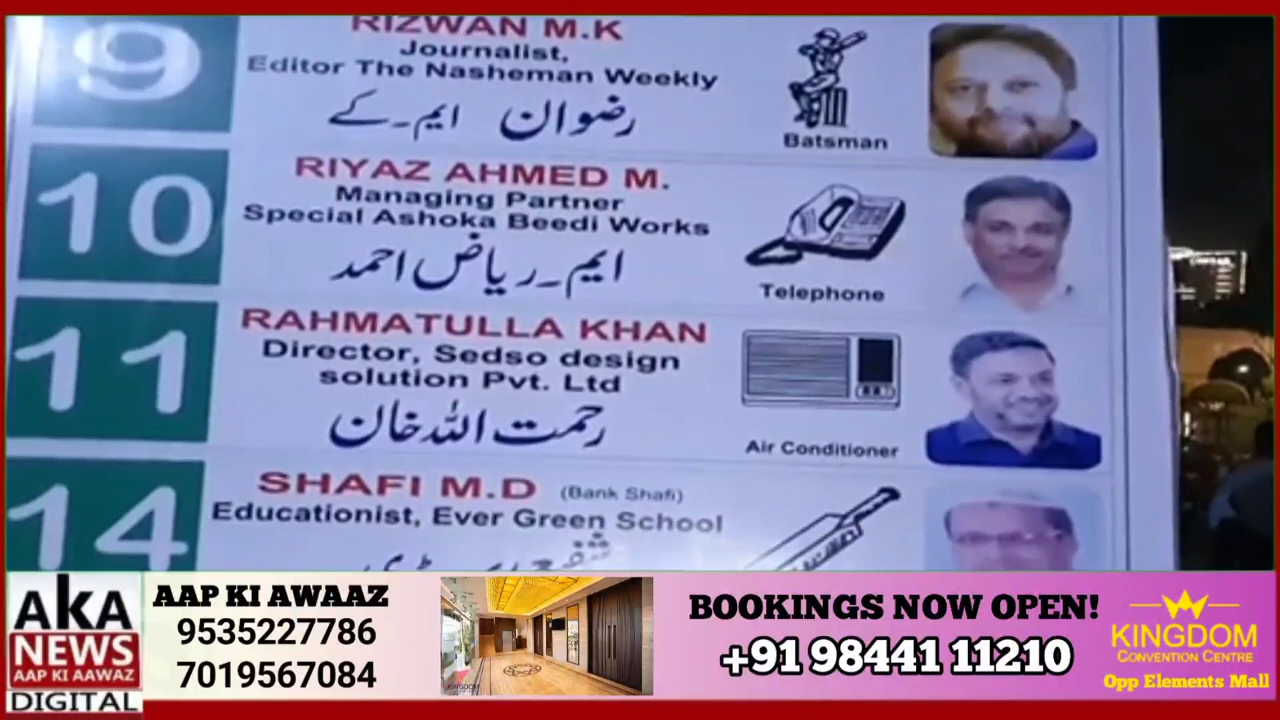 9
RIZWAN M.K
Journalist,
Editor The Nasheman Weekly
رضوان ایم۔کے
Batsman
10
RIYAZ AHMED M.
Managing Partner
Special Ashoka Beedi Works
ایم۔ریاض احمد
Telephone
11
RAHMATULLA KHAN
Director, Sedso design
solution Pvt. Ltd
رحمت اللہ خان
Air Conditioner
14
SHAFI M.D (Bank Shafi)
Educationist, Ever Green School
AKA
NEWS
AAP KI AAWAZ
DIGITAL
AAP KI AWAAZ
9535227786
7019567084
KINGDOM
BOOKINGS NOW OPEN!
+91 98441 11210
KINGDOM
CONVENTION CENTRE
Opp Elements Mall